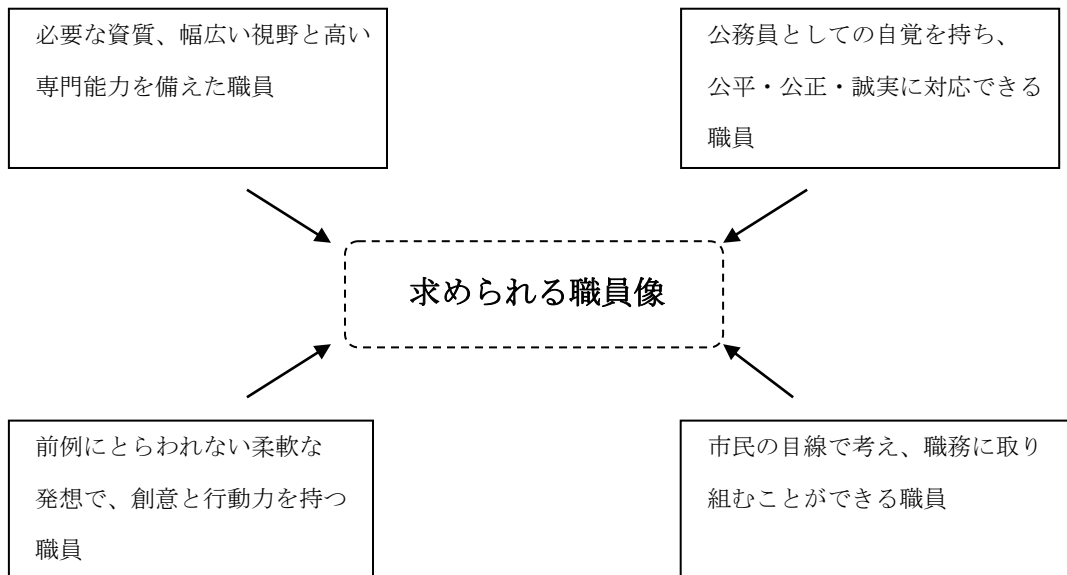 必要な資質、幅広い視野と高い
専門能力を備えた職員
公務員としての自覚を持ち、
公平・公正・誠実に対応できる
職員
求められる職員像
前例にとらわれない柔軟な
発想で、創意と行動力を持つ
職員
市民の目線で考え、職務に取り
組むことができる職員